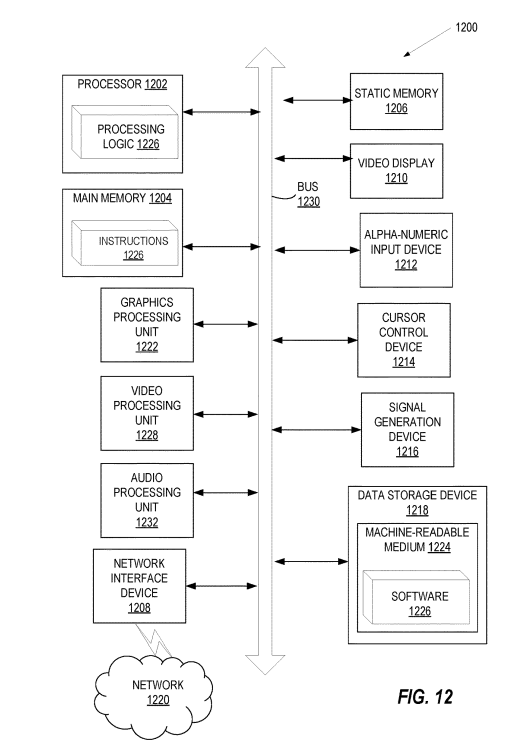 1200
PROCESSOR 1202
PROCESSING
LOGIC 1226
MAIN MEMORY 1204
INSTRUCTIONS
1226
GRAPHICS
PROCESSING
UNIT
1222
VIDEO
PROCESSING
UNIT
1228
AUDIO
PROCESSING
UNIT
1232
NETWORK
INTERFACE
DEVICE
1208
NETWORK
1220
BUS
1230
STATIC MEMORY
1206
VIDEO DISPLAY
1210
ALPHA-NUMERIC
INPUT DEVICE
1212
CURSOR
CONTROL
DEVICE
1214
SIGNAL
GENERATION
DEVICE
1216
DATA STORAGE DEVICE
1218
MACHINE-READABLE
MEDIUM 1224
SOFTWARE
1226
FIG. 12